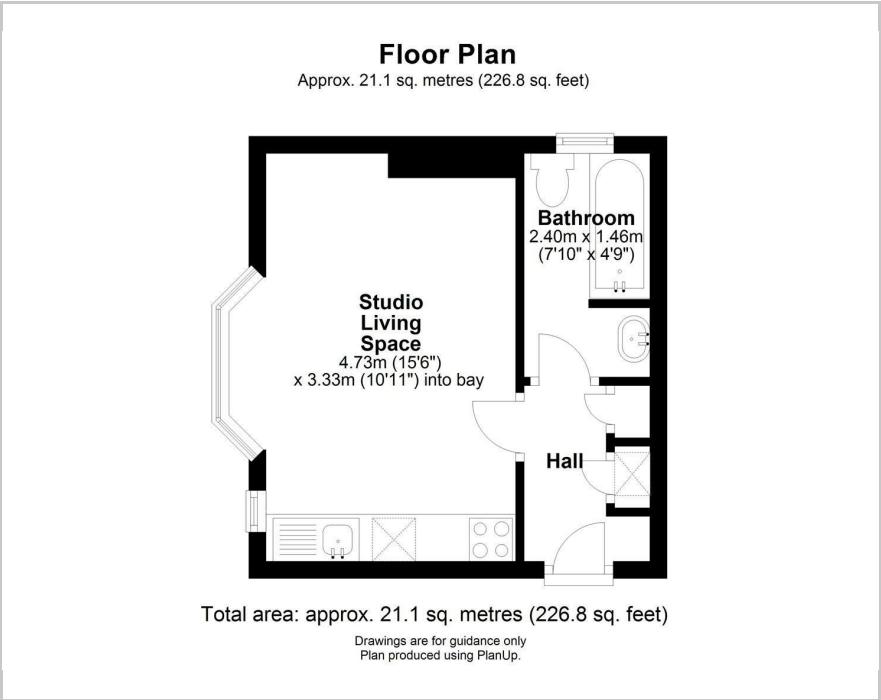 Floor Plan
Approx. 21.1 sq. metres (226.8 sq. feet)
Bathroom
2.40m x 1.46m
(7'10" x 4'9")
Studio
Living
Space
4.73m (15'6")
x 3.33m (10'11") into bay
Hall
Total area: approx. 21.1 sq. metres (226.8 sq. feet)
Drawings are for guidance only
Plan produced using PlanUp.